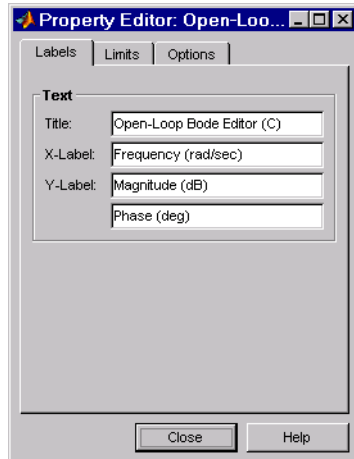 Property Editor: Open-Loo...
Labels Limits Options
Text
Title: Open-Loop Bode Editor (C)
X-Label: Frequency (rad/sec)
Y-Label: Magnitude (dB)
Phase (deg)
Close Help